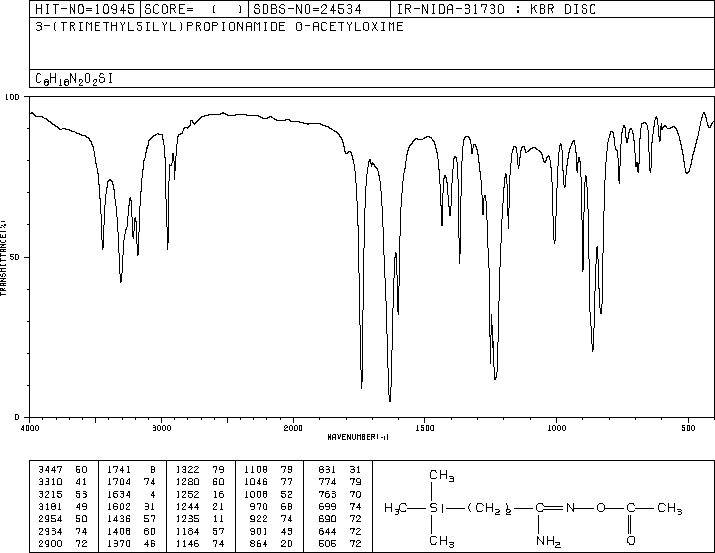 HIT-NO=10945 SCORE= ( ) SDBS-NO=24534 IR-NIDA-31730 : KBR DISC
3-(TRIMETHYLSILYL)PROPIONAMIDE O-ACETYLOXIME
C8H18N2O2SI
100
50
0
TRANSMITTANCE(%)
4000 3000 2000 1500 1000 500
WAVENUMBER(-1)
3447 50 1741 8 1322 79 1108 79 831 31
3310 41 1704 74 1280 60 1046 77 774 79
3215 53 1634 4 1252 16 1008 52 763 70
3181 49 1602 31 1244 21 970 68 699 74
2954 50 1436 57 1235 11 922 74 690 72
2934 74 1408 60 1184 57 901 43 644 72
2900 72 1370 46 1146 74 864 20 505 72
CH3
H3C SI (CH2)2 C N O C CH3
CH3 NH2 O